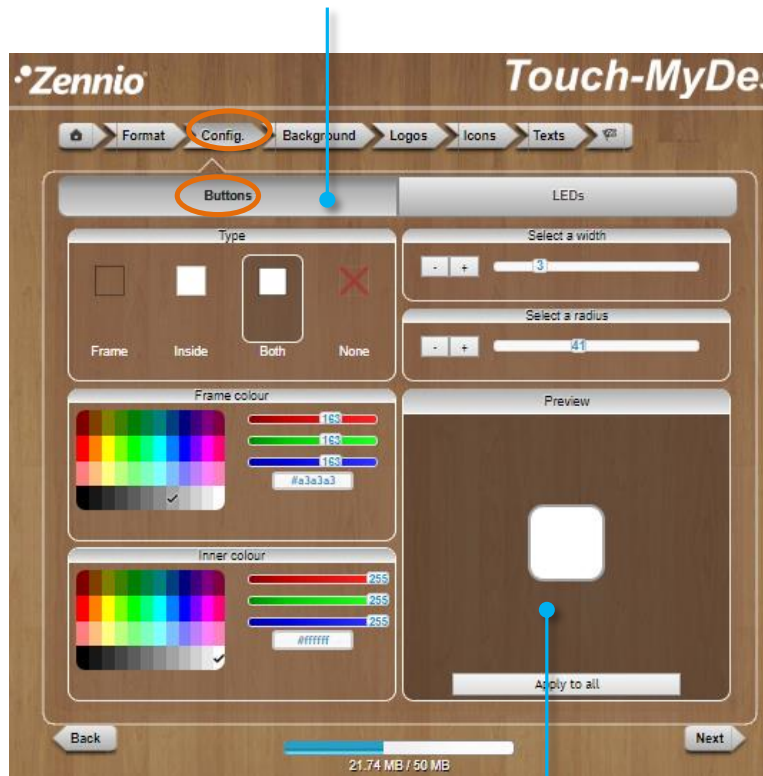 Zennio
Touch-MyDes
Format
Config.
Background
Logos
Icons
Texts
Buttons
LEDs
Type
Frame
Inside
Both
None
Select a width
- +
3
Select a radius
- +
41
Frame colour
163
163
163
#a3a3a3
Preview
Inner colour
255
255
255
#ffffff
Apply to all
Back
21.74 MB / 50 MB
Next